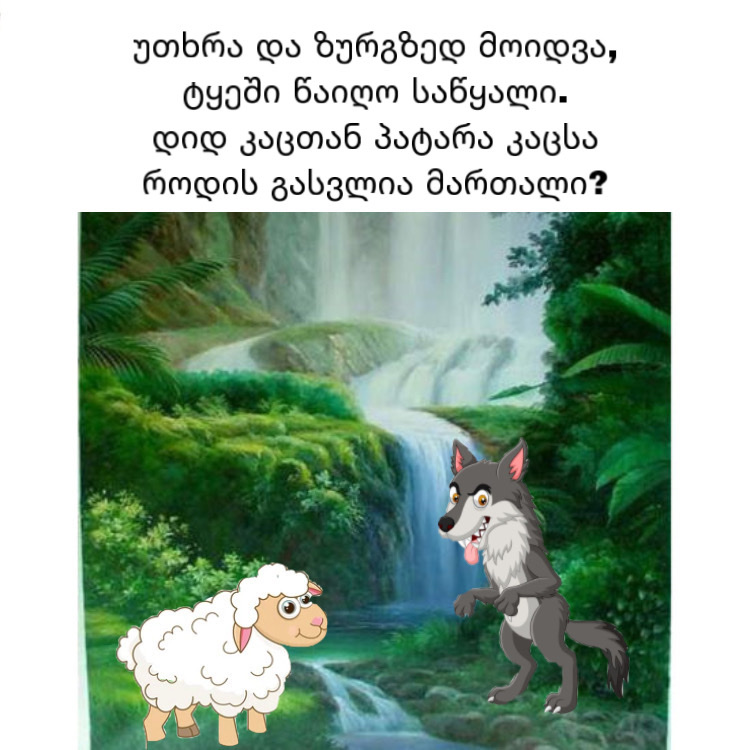 უთხრა და ზურგზედ მოიდვა,
ტყეში წაიღო საწყალი.
დიდ კაცთან პატარა კაცსა
როდის გასვლია მართალი?